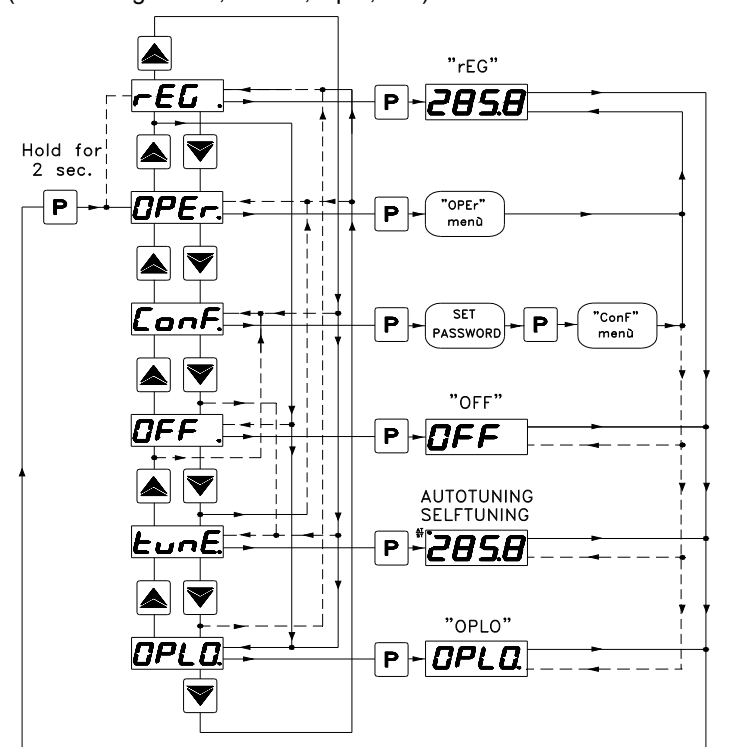 "rEG"
rEG .
P
285.8
Hold for
2 sec.
P
OPEr.
P
"OPEr"
menù
ConF.
P
SET
PASSWORD
P
"ConF"
menù
"OFF"
OFF .
P
OFF
AUTOTUNING
SELFTUNING
tunE.
P
285.8
"OPLO"
OPLO.
P
OPLO.